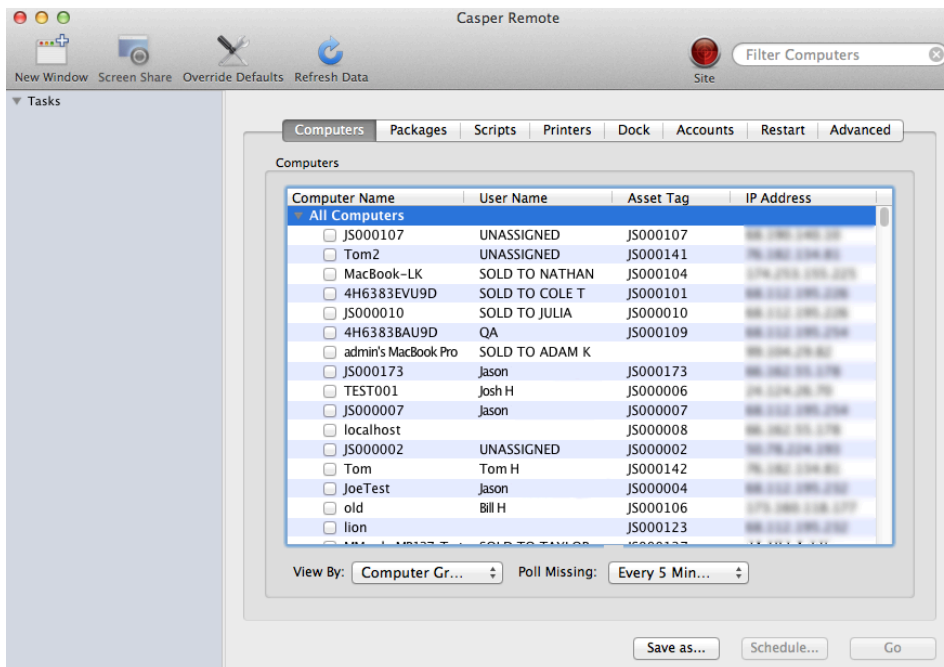 Casper Remote
New Window Screen Share Override Defaults Refresh Data Site Filter Computers
Tasks
Computers Packages Scripts Printers Dock Accounts Restart Advanced
Computers
Computer Name User Name Asset Tag IP Address
All Computers
JS000107 UNASSIGNED JS000107
Tom2 UNASSIGNED JS000141
MacBook-LK SOLD TO NATHAN JS000104
4H6383EVU9D SOLD TO COLE T JS000101
JS000010 SOLD TO JULIA JS000010
4H6383BAU9D QA JS000109
admin's MacBook Pro SOLD TO ADAM K
JS000173 Jason JS000173
TEST001 Josh H JS000006
JS000007 Jason JS000007
localhost JS000008
JS000002 UNASSIGNED JS000002
Tom Tom H JS000142
JoeTest Jason JS000004
old Bill H JS000106
lion JS000123
View By: Computer Gr... Poll Missing: Every 5 Min...
Save as... Schedule... Go